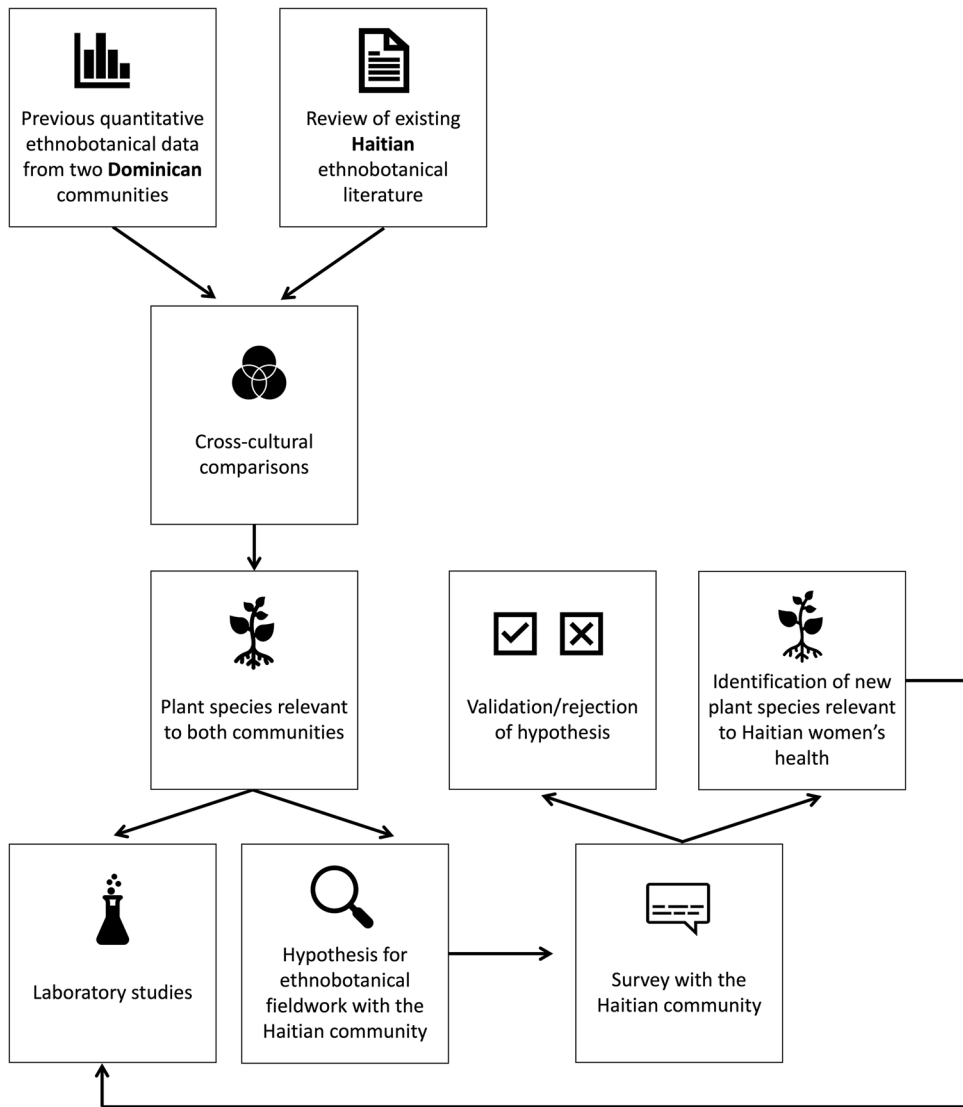 Previous quantitative
ethnobotanical data
from two Dominican
communities
Review of existing
Haitian
ethnobotanical
literature
Cross-cultural
comparisons
Plant species relevant
to both communities
Validation/rejection
of hypothesis
Identification of new
plant species relevant
to Haitian women’s
health
Laboratory studies
Hypothesis for
ethnobotanical
fieldwork with the
Haitian community
Survey with the
Haitian community